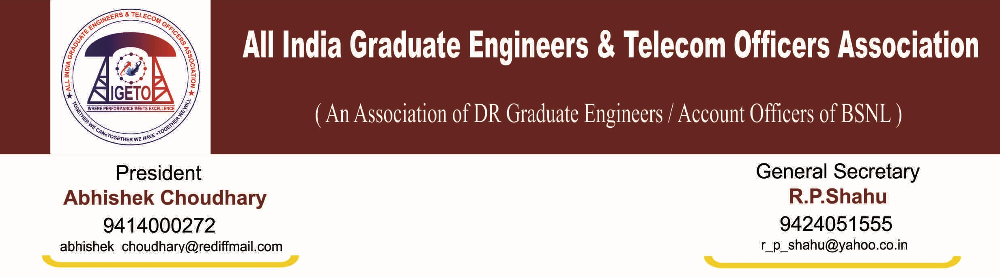 ★ ALL INDIA GRADUATE ENGINEERS & TELECOM OFFICERS ASSOCIATION ★
IGETO
WHERE PERFORMANCE MEETS EXCELLENCE
TOGETHER WE CAN★TOGETHER WE HAVE ★TOGETHER WE WILL
All India Graduate Engineers & Telecom Officers Association
( An Association of DR Graduate Engineers / Account Officers of BSNL )
President
Abhishek Choudhary
9414000272
abhishek choudhary@rediffmail.com
General Secretary
R.P.Shahu
9424051555
r_p_shahu@yahoo.co.in